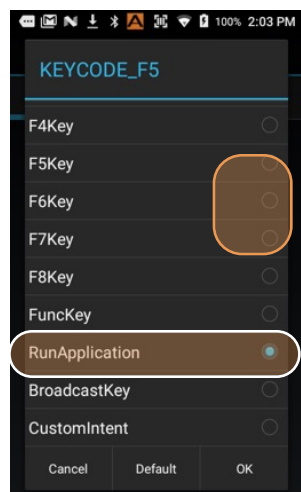 100% 2:03 PM
KEYCODE_F5
F4Key
F5Key
F6Key
F7Key
F8Key
FuncKey
RunApplication
BroadcastKey
CustomIntent
Cancel Default OK